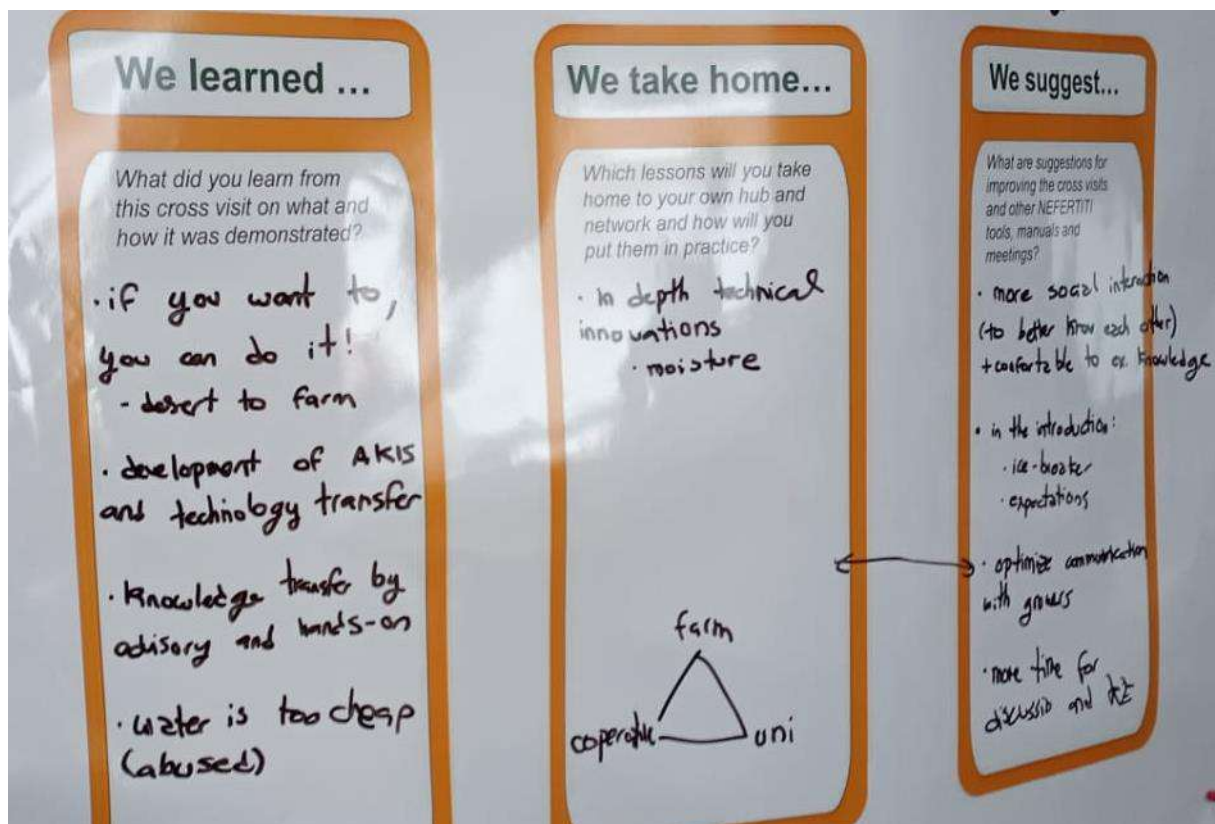 We learned ...
What did you learn from
this cross visit on what and
how it was demonstrated?
· if you want to,
you can do it!
- desert to farm
· development of AKIS
and technology transfer
· Knowledge transfer by
adisory and hands-on
· water is too cheap
(abused)
We take home...
Which lessons will you take
home to your own hub and
network and how will you
put them in practice?
· In depth technical
innovations
· moisture
farm
coperative
uni
We suggest...
What are suggestions for
improving the cross visits
and other NEFERTITI
tools, manuals and
meetings?
· more social interaction
(to better know each other)
+ confortable to ex. knowledge
· in the introduction:
· ice-breaker
· expectations
· optimize communication
with growers
· more time for
discussio and KE